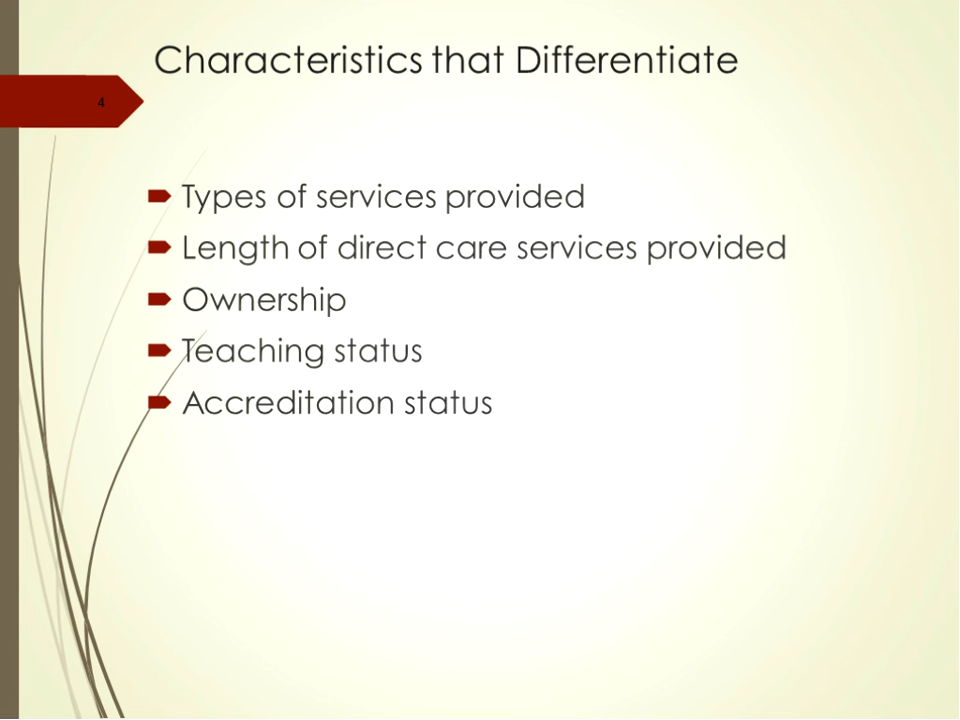 Characteristics that Differentiate
4
Types of services provided
Length of direct care services provided
Ownership
Teaching status
Accreditation status